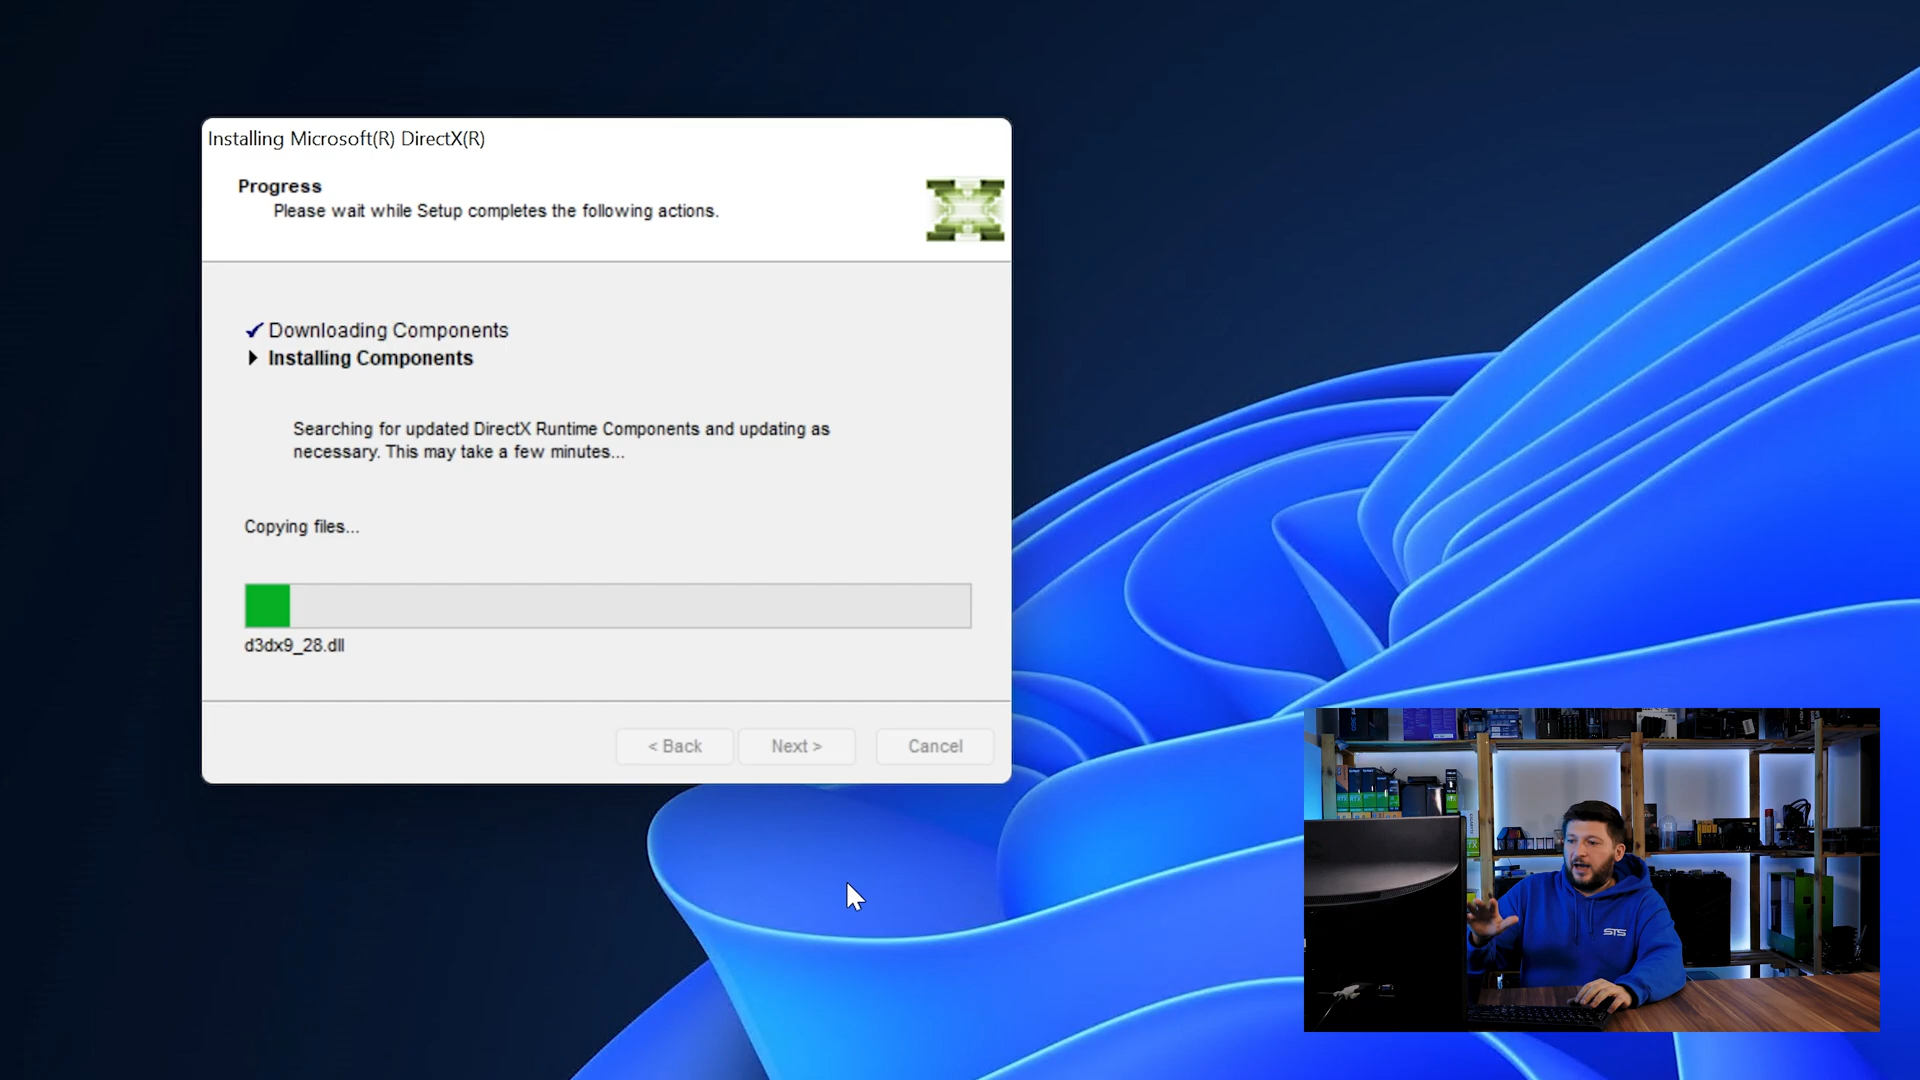 Installing Microsoft(R) DirectX(R)
Progress
Please wait while Setup completes the following actions.
Downloading Components
Installing Components
Searching for updated DirectX Runtime Components and updating as
necessary. This may take a few minutes...
Copying files...
d3dx9_28.dll
< Back
Next >
Cancel
STS